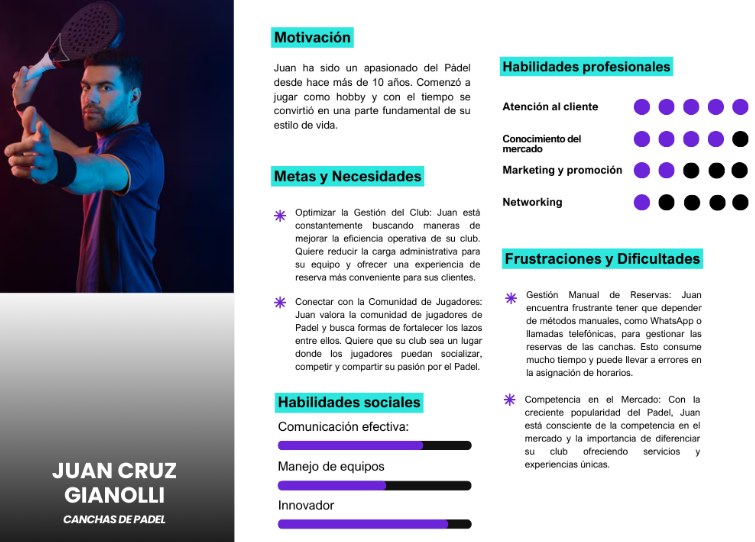 Motivación
Juan ha sido un apasionado del Pádel
desde hace más de 10 años. Comenzó a
jugar como hobby y con el tiempo se
convirtió en una parte fundamental de su
estilo de vida.
Metas y Necesidades
Optimizar la Gestión del Club: Juan está
constantemente buscando maneras de
mejorar la eficiencia operativa de su club.
Quiere reducir la carga administrativa para
su equipo y ofrecer una experiencia de
reserva más conveniente para sus clientes.
Conectar con la Comunidad de Jugadores:
Juan valora la comunidad de jugadores de
Padel y busca formas de fortalecer los lazos
entre ellos. Quiere que su club sea un lugar
donde los jugadores puedan socializar,
competir y compartir su pasión por el Padel.
Habilidades sociales
Comunicación efectiva:
Manejo de equipos
Innovador
Habilidades profesionales
Atención al cliente
Conocimiento del
mercado
Marketing y promoción
Networking
Frustraciones y Dificultades
Gestión Manual de Reservas: Juan
encuentra frustrante tener que depender
de métodos manuales, como WhatsApp o
llamadas telefónicas, para gestionar las
reservas de las canchas. Esto consume
mucho tiempo y puede llevar a errores en
la asignación de horarios.
Competencia en el Mercado: Con la
creciente popularidad del Padel, Juan
está consciente de la competencia en el
mercado y la importancia de diferenciar
su club ofreciendo servicios y
experiencias únicas.
JUAN CRUZ
GIANOLLI
CANCHAS DE PADEL